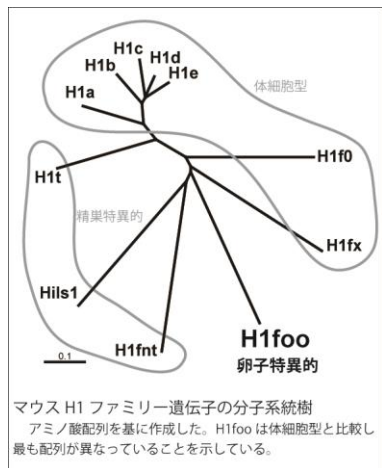 H1c
H1d
H1b
H1e
H1a
体細胞型
H1f0
H1t
精巣特異的
H1fx
Hils1
H1fnt
H1foo
卵子特異的
0.1
マウス H1 ファミリー遺伝子の分子系統樹
アミノ酸配列を基に作成した。H1foo は体細胞型と比較し
最も配列が異なっていることを示している。